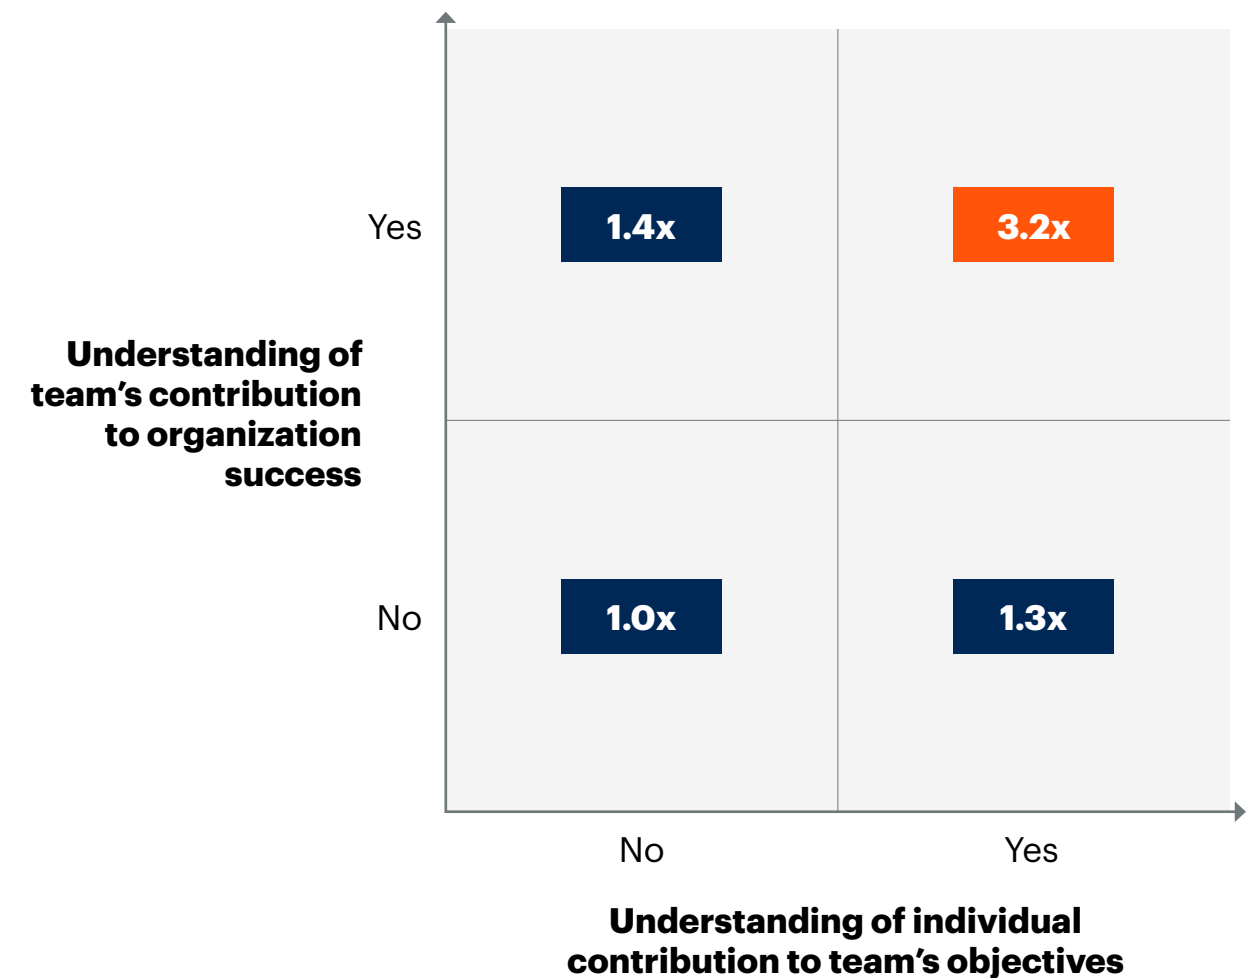 Yes
1.4x
3.2x
Understanding of
team’s contribution
to organization
success
No
1.0x
1.3x
No
Yes
Understanding of individual
contribution to team’s objectives